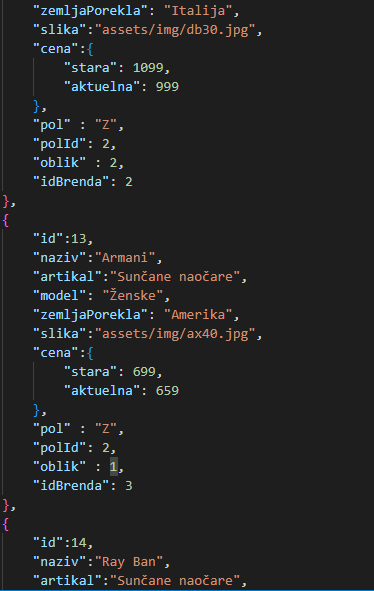 "zemljaPorekla": "Italija",
"slika":"assets/img/db30.jpg",
"cena":{
"stara": 1099,
"aktuelna": 999
},
"pol" : "Z",
"polId": 2,
"oblik" : 2,
"idBrenda": 2
},
{
"id":13,
"naziv":"Armani",
"artikal":"Sunčane naočare",
"model": "Ženske",
"zemljaPorekla": "Amerika",
"slika":"assets/img/ax40.jpg",
"cena":{
"stara": 699,
"aktuelna": 659
},
"pol" : "Z",
"polId": 2,
"oblik" : 1,
"idBrenda": 3
},
{
"id":14,
"naziv":"Ray Ban",
"artikal":"Sunčane naočare",